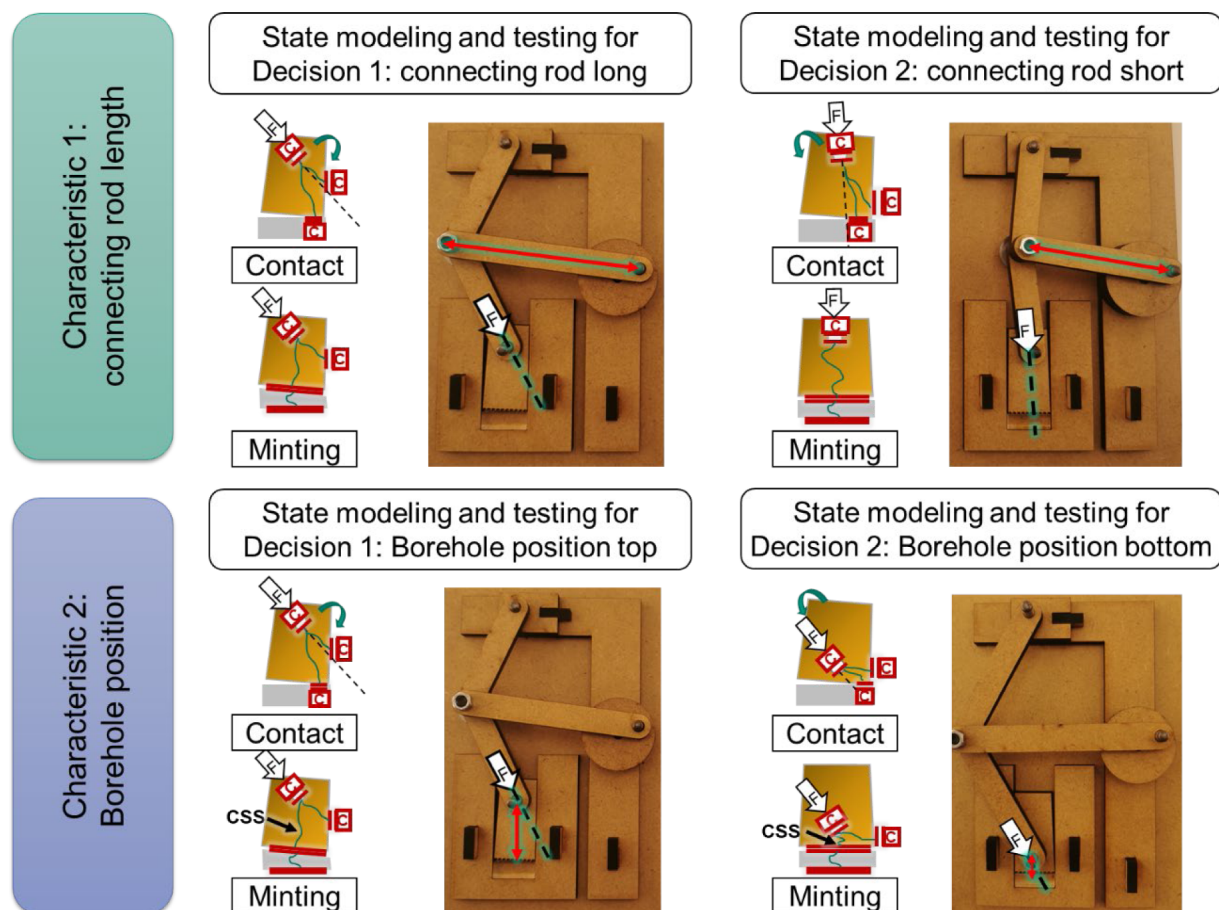 Characteristic 1:
connecting rod length
State modeling and testing for
Decision 1: connecting rod long
F
C
C
C
Contact
F
C
C
Minting
F
State modeling and testing for
Decision 2: connecting rod short
F
C
C
C
Contact
F
C
Minting
F
Characteristic 2:
Borehole position
State modeling and testing for
Decision 1: Borehole position top
F
C
C
C
Contact
F
C
C
CSS
Minting
F
State modeling and testing for
Decision 2: Borehole position bottom
F
C
C
C
Contact
F
C
C
CSS
Minting
F